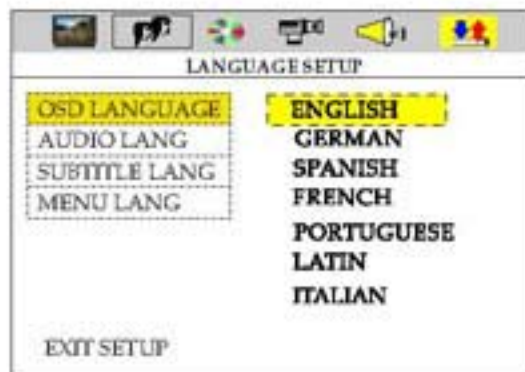 LANGUAGE SETUP
OSD LANGUAGE
AUDIO LANG
SUBTITLE LANG
MENU LANG
EXIT SETUP
ENGLISH
GERMAN
SPANISH
FRENCH
PORTUGUESE
LATIN
ITALIAN